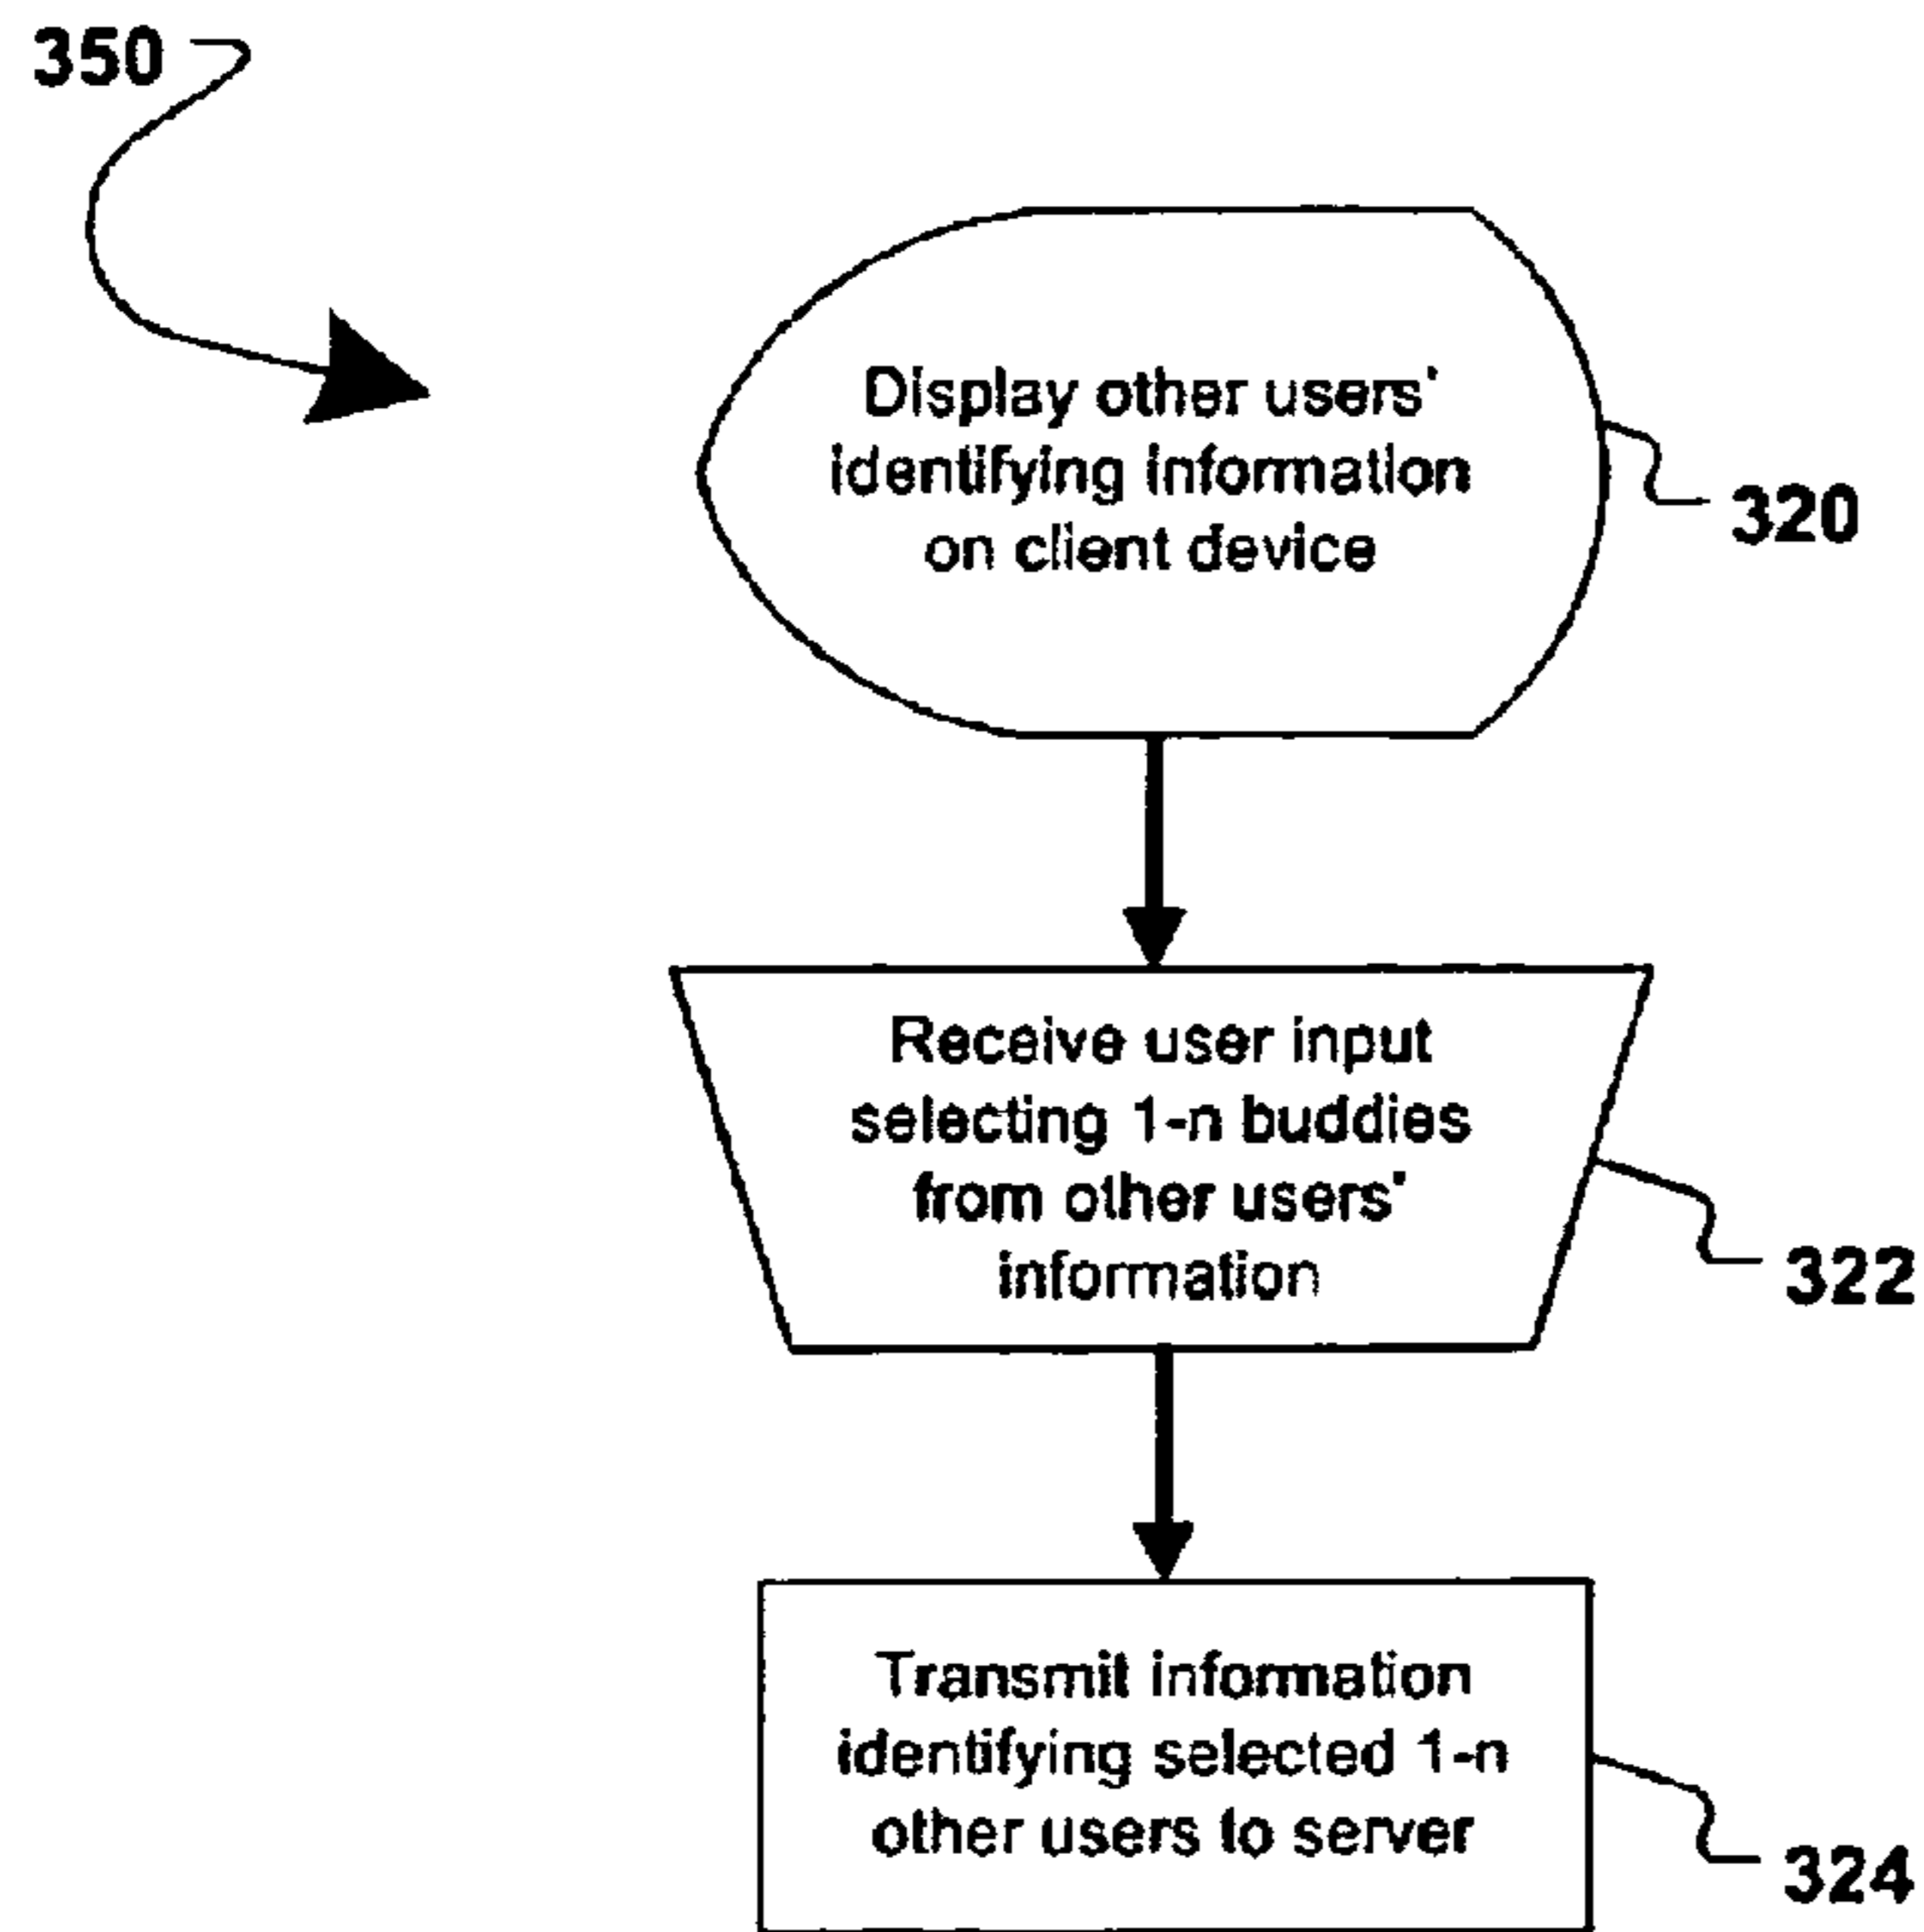 350
Display other users'
identifying information
on client device
320
Receive user input
selecting 1-n buddies
from other users'
information
322
Transmit information
identifying selected 1-n
other users to server
324